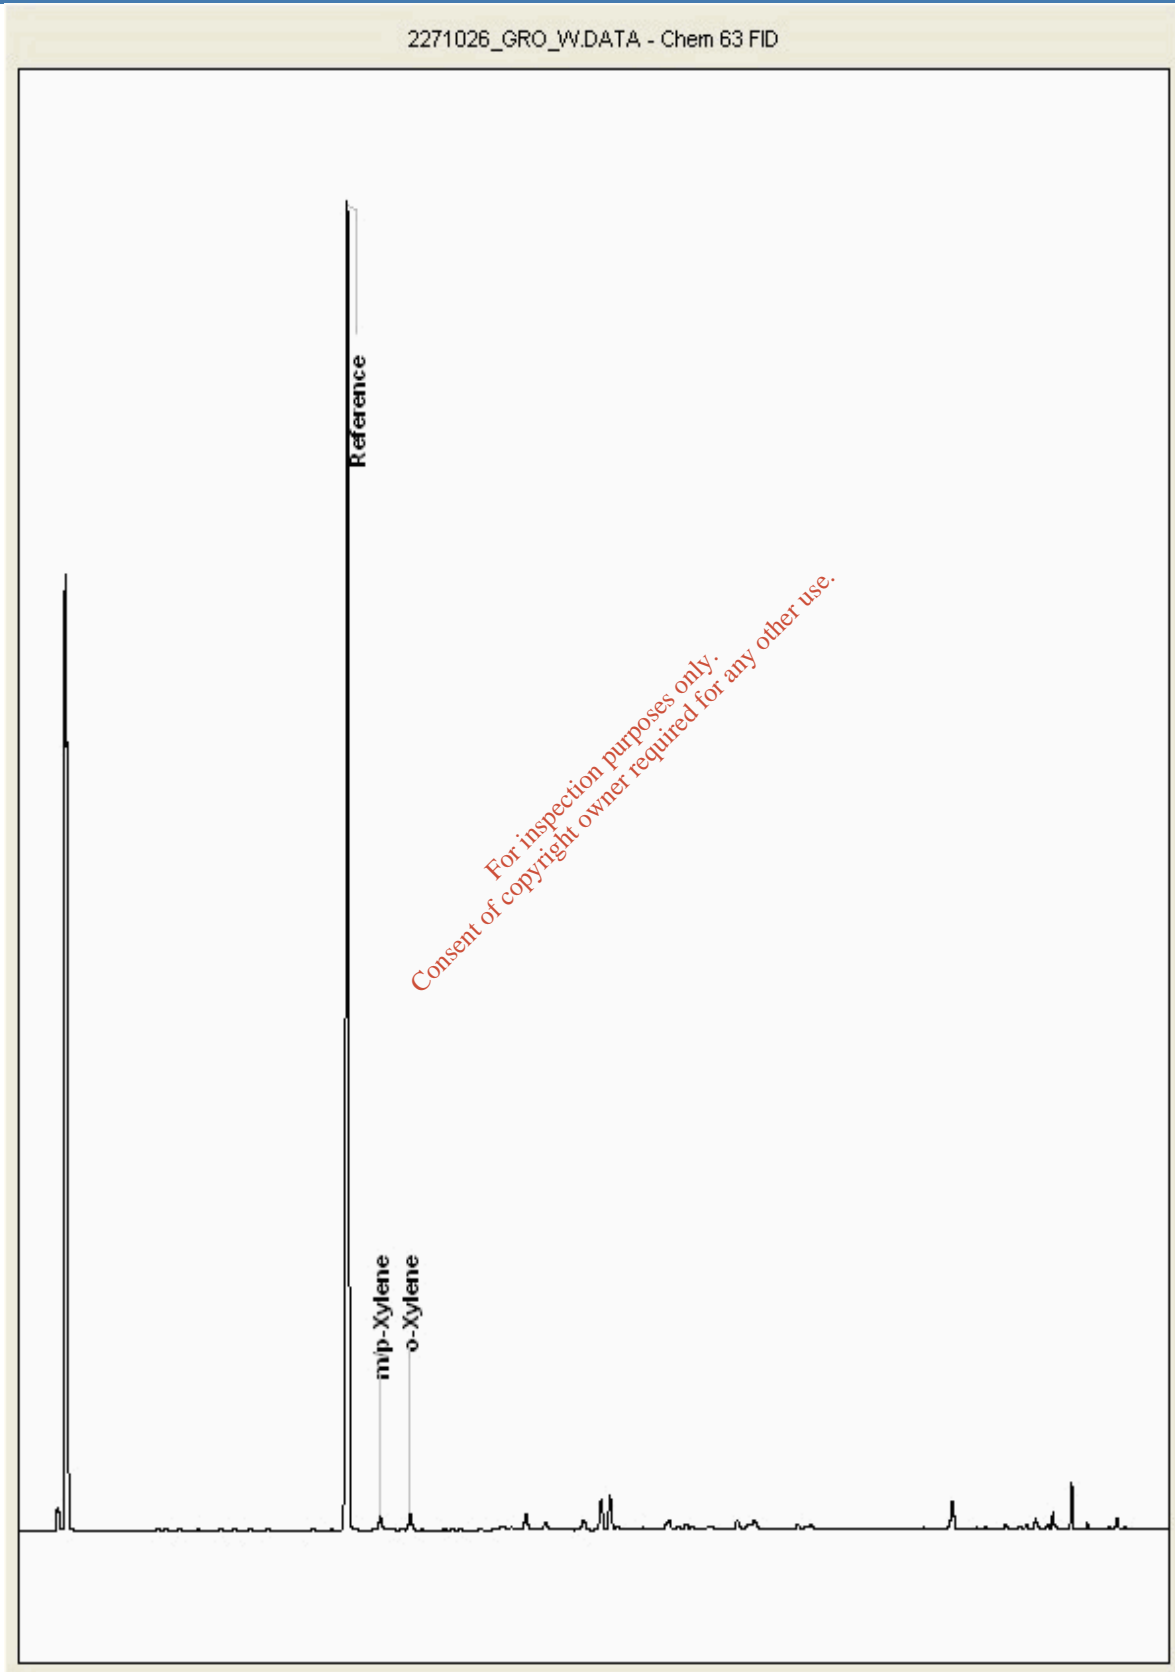 2271026_GRO_W.DATA - Chem 63 FID
Reference
For inspection purposes only.
Consent of copyright owner required for any other use.
m/p-Xylene
o-Xylene